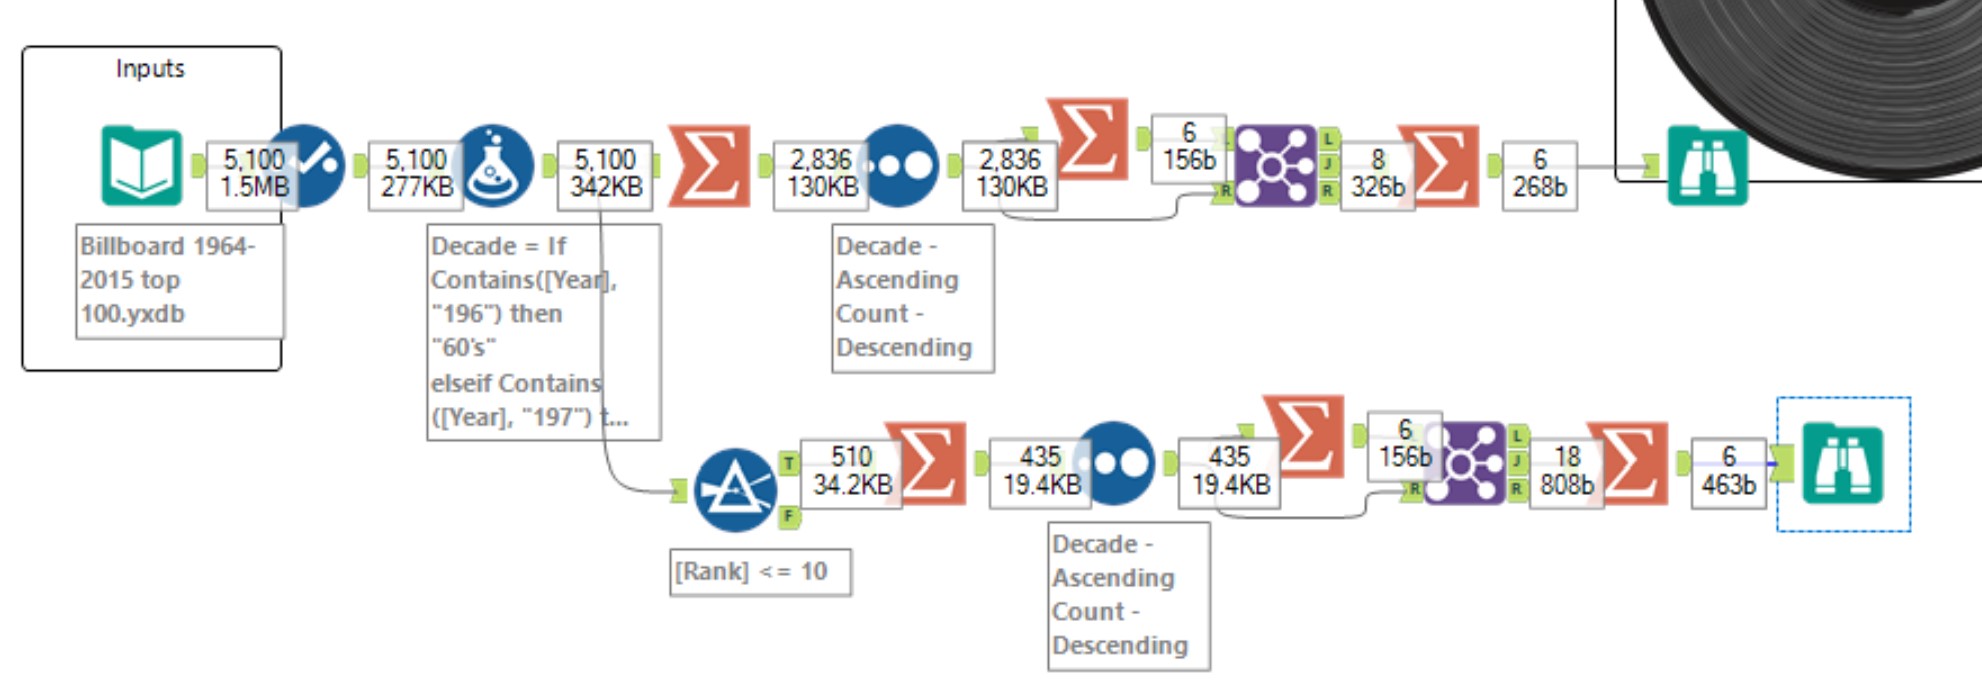 Inputs
5,100
1.5MB
5,100
277KB
5,100
342KB
2,836
130KB
2,836
130KB
6
156b
L
R
L
J
R
8
326b
6
268b
Billboard 1964-
2015 top
100.yxdb
Decade = If
Contains([Year],
"196") then
"60's"
elseif Contains
([Year], "197") t...
Decade -
Ascending
Count -
Descending
T
F
510
34.2KB
435
19.4KB
435
19.4KB
6
156b
R
L
J
R
18
808b
6
463b
[Rank] <= 10
Decade -
Ascending
Count -
Descending